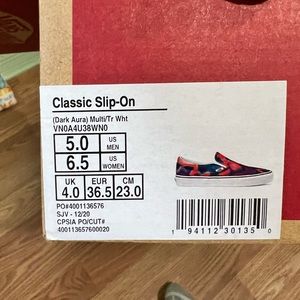 Classic Slip-On
(Dark Aura) Multi/Tr Wht
VN0A4U38WN0
5.0 US MEN
6.5 US WOMEN
UK EUR CM
4.0 36.5 23.0
PO#4001136576
SJV - 12/20
CPSIA PO/CUT#
400113657600020
1 94112 30135 0